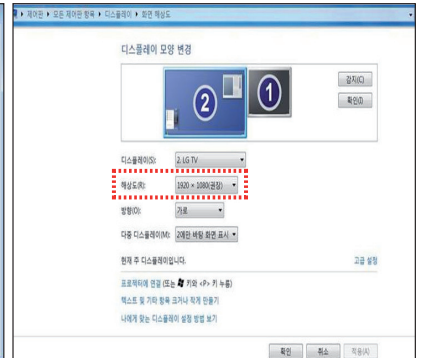 ▸ 제어판 ▸ 모든 제어판 항목 ▸ 디스플레이 ▸ 화면 해상도
디스플레이 모양 변경
2 1
감지(C)
확인(I)
디스플레이(S): 2. LG TV
해상도(R): 1920 × 1080(권장)
방향(O): 가로
다중 디스플레이(M): 2에만 바탕 화면 표시
현재 주 디스플레이입니다. 고급 설정
프로젝터에 연결 (또는 키와 <P> 키 누름)
텍스트 및 기타 항목 크거나 작게 만들기
나에게 맞는 디스플레이 설정 방법 보기
확인 취소 적용(A)